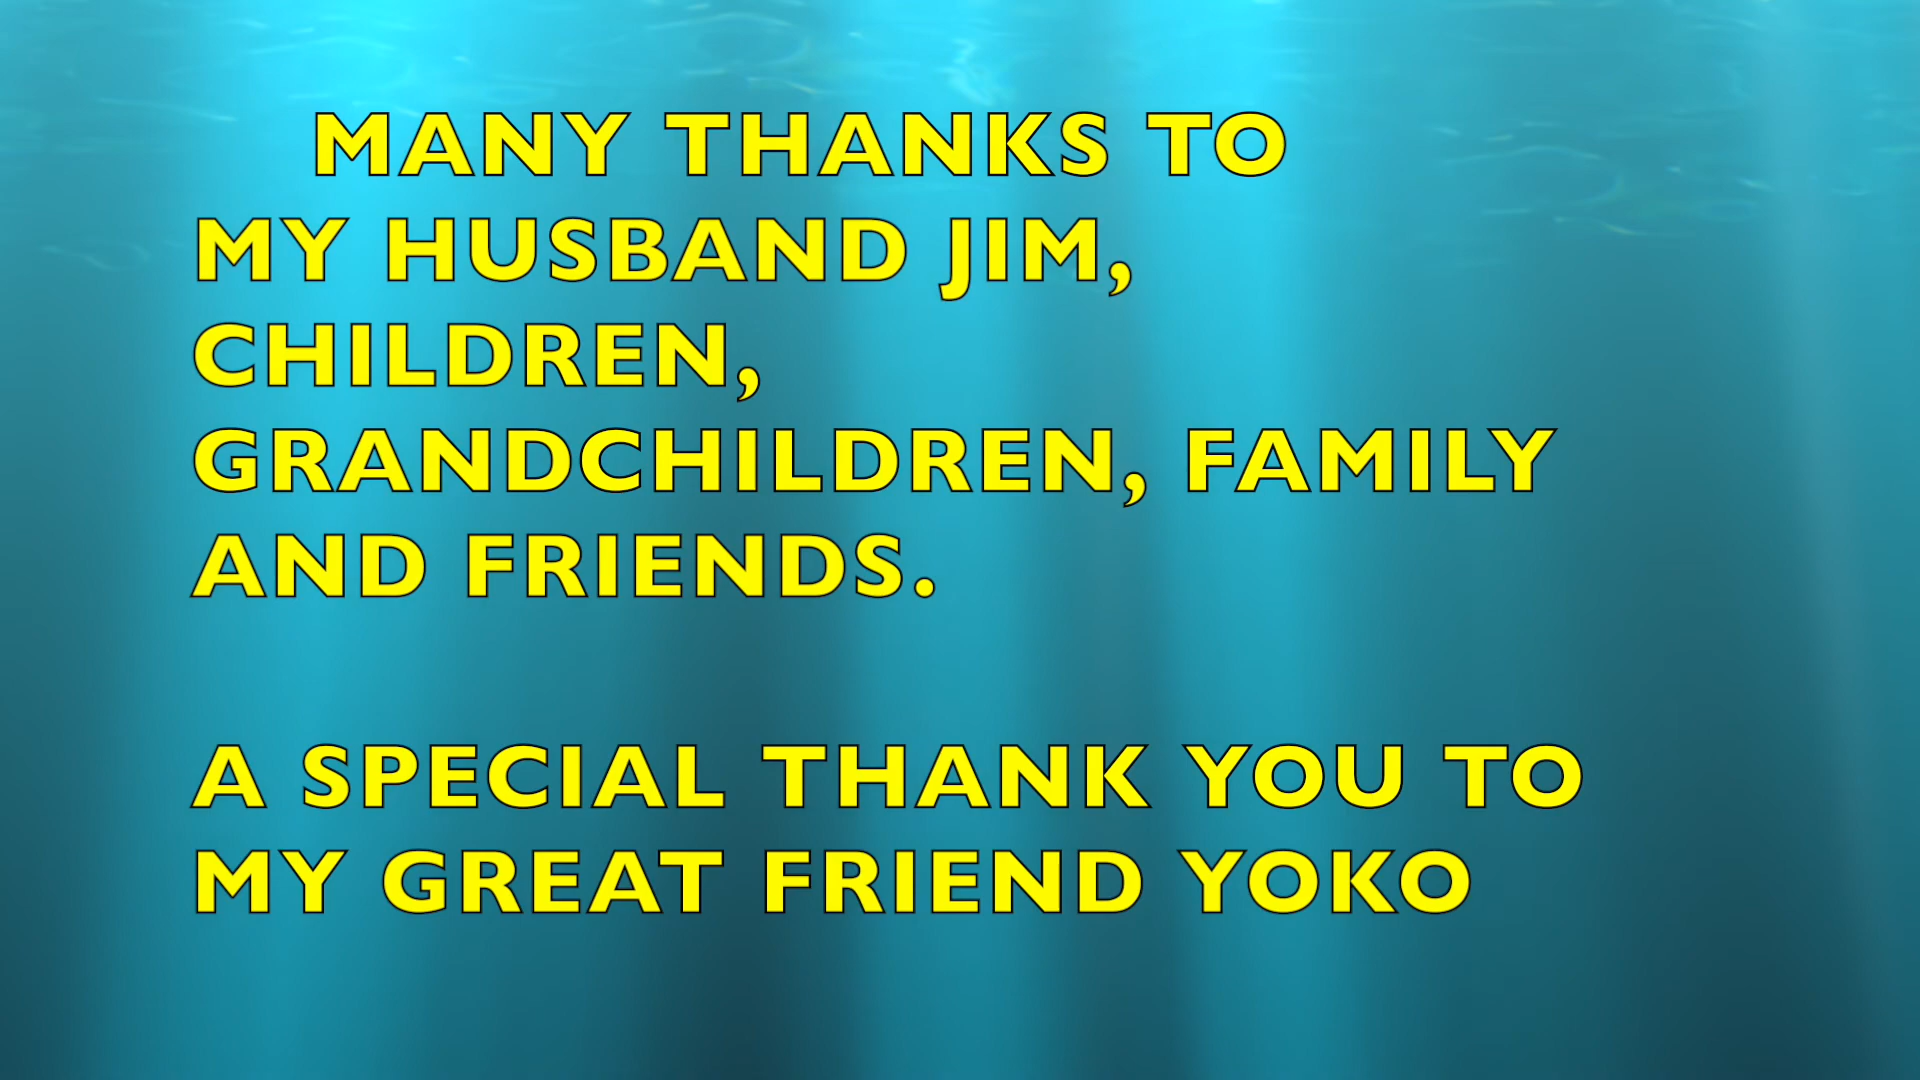 MANY THANKS TO
MY HUSBAND JIM,
CHILDREN,
GRANDCHILDREN, FAMILY
AND FRIENDS.
A SPECIAL THANK YOU TO
MY GREAT FRIEND YOKO